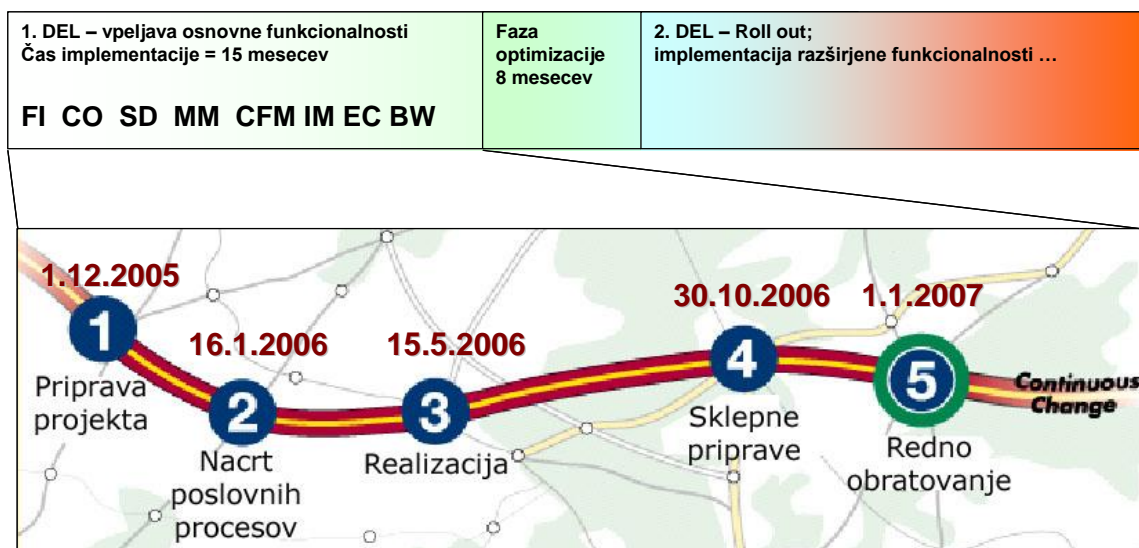 1. DEL – vpeljava osnovne funkcionalnosti
Čas implementacije = 15 mesecev
FI CO SD MM CFM IM EC BW
Faza
optimizacije
8 mesecev
2. DEL – Roll out;
implementacija razširjene funkcionalnosti …
1.12.2005
1
Priprava
projekta
16.1.2006
2
Nacrt
poslovnih
procesov
15.5.2006
3
Realizacija
30.10.2006
4
Sklepne
priprave
1.1.2007
5
Redno
obratovanje
Continuous
Change